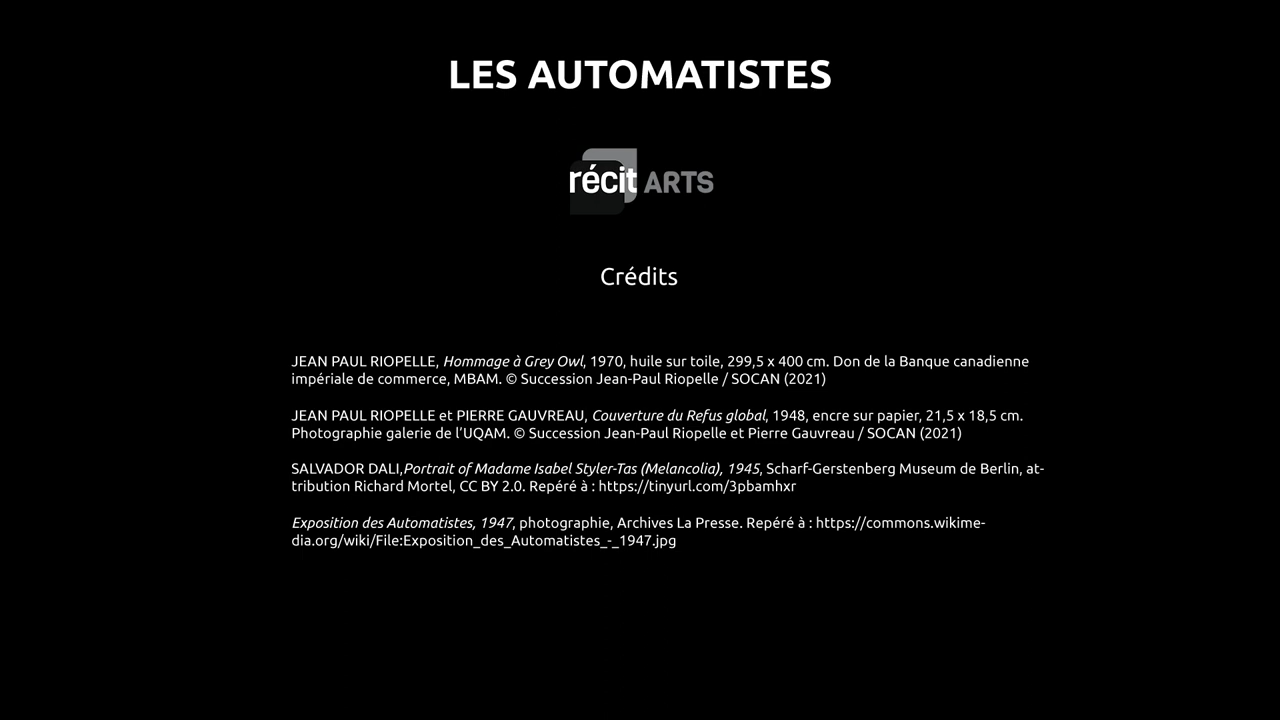 LES AUTOMATISTES
récit ARTS
Crédits
JEAN PAUL RIOPELLE, Hommage à Grey Owl, 1970, huile sur toile, 299,5 x 400 cm. Don de la Banque canadienne
impériale de commerce, MBAM. © Succession Jean-Paul Riopelle / SOCAN (2021)
JEAN PAUL RIOPELLE et PIERRE GAUVREAU, Couverture du Refus global, 1948, encre sur papier, 21,5 x 18,5 cm.
Photographie galerie de l’UQAM. © Succession Jean-Paul Riopelle et Pierre Gauvreau / SOCAN (2021)
SALVADOR DALI,Portrait of Madame Isabel Styler-Tas (Melancolia), 1945, Scharf-Gerstenberg Museum de Berlin, at-
tribution Richard Mortel, CC BY 2.0. Repéré à : https://tinyurl.com/3pbamhxr
Exposition des Automatistes, 1947, photographie, Archives La Presse. Repéré à : https://commons.wikime-
dia.org/wiki/File:Exposition_des_Automatistes_-_1947.jpg